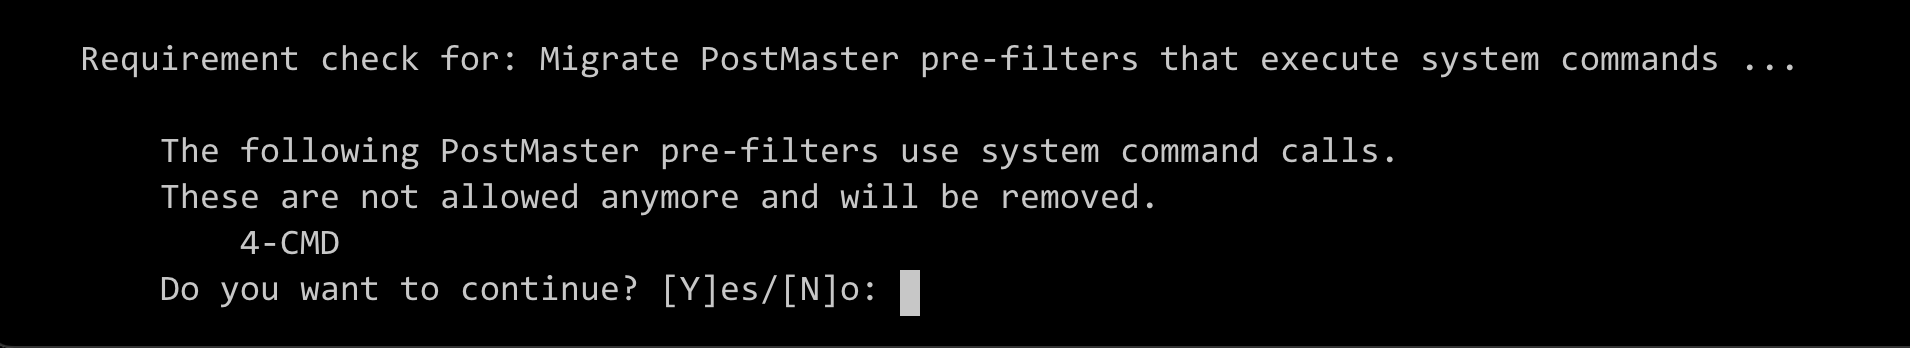 Requirement check for: Migrate PostMaster pre-filters that execute system commands ...
The following PostMaster pre-filters use system command calls.
These are not allowed anymore and will be removed.
4-CMD
Do you want to continue? [Y]es/[N]o: